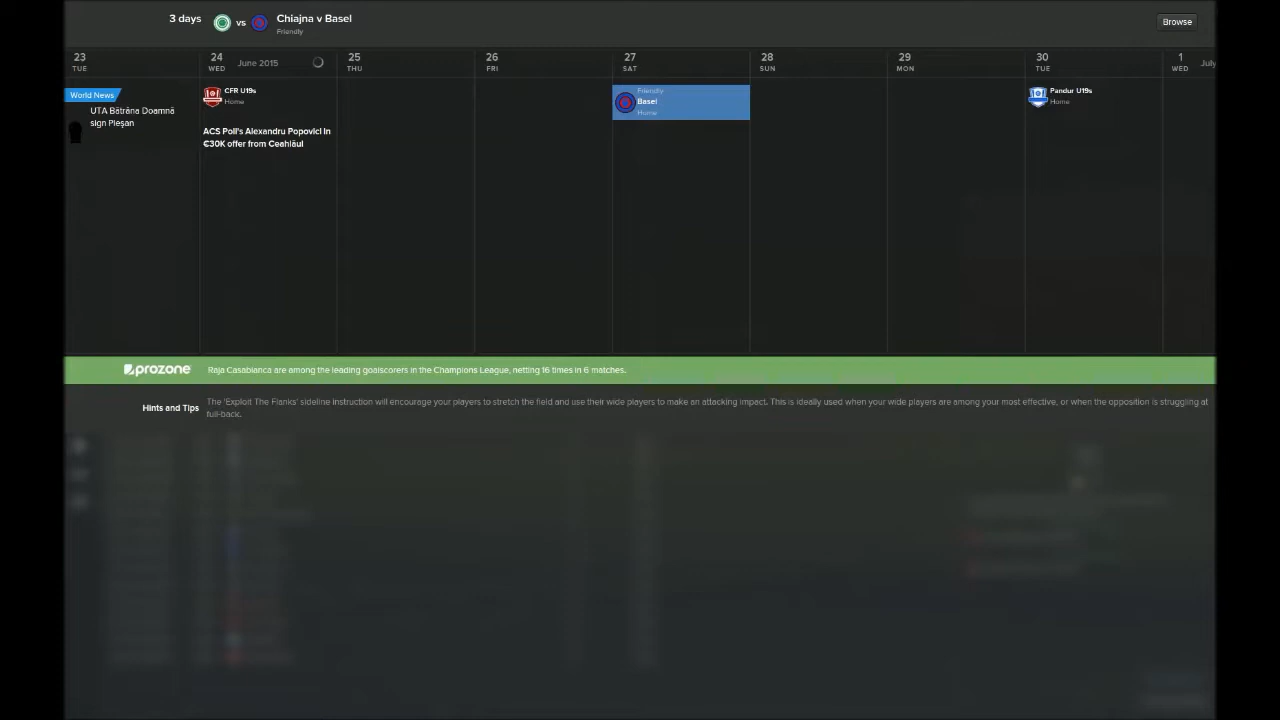 3 days
vs
Chiajna v Basel
Friendly
Browse
23
TUE
24
WED
June 2015
25
THU
26
FRI
27
SAT
28
SUN
29
MON
30
TUE
1
WED
July
World News
UTA Bătrâna Doamnă
sign Pleşan
CFR U19s
Home
ACS Poli's Alexandru Popovici in
€30K offer from Ceahlăul
Friendly
Basel
Home
Pandur U19s
Home
prozone
Raja Casablanca are among the leading goalscorers in the Champions League, netting 16 times in 6 matches.
Hints and Tips
The 'Exploit The Flanks' sideline instruction will encourage your players to stretch the field and use their wide players to make an attacking impact. This is ideally used when your wide players are among your most effective, or when the opposition is struggling at
full-back.